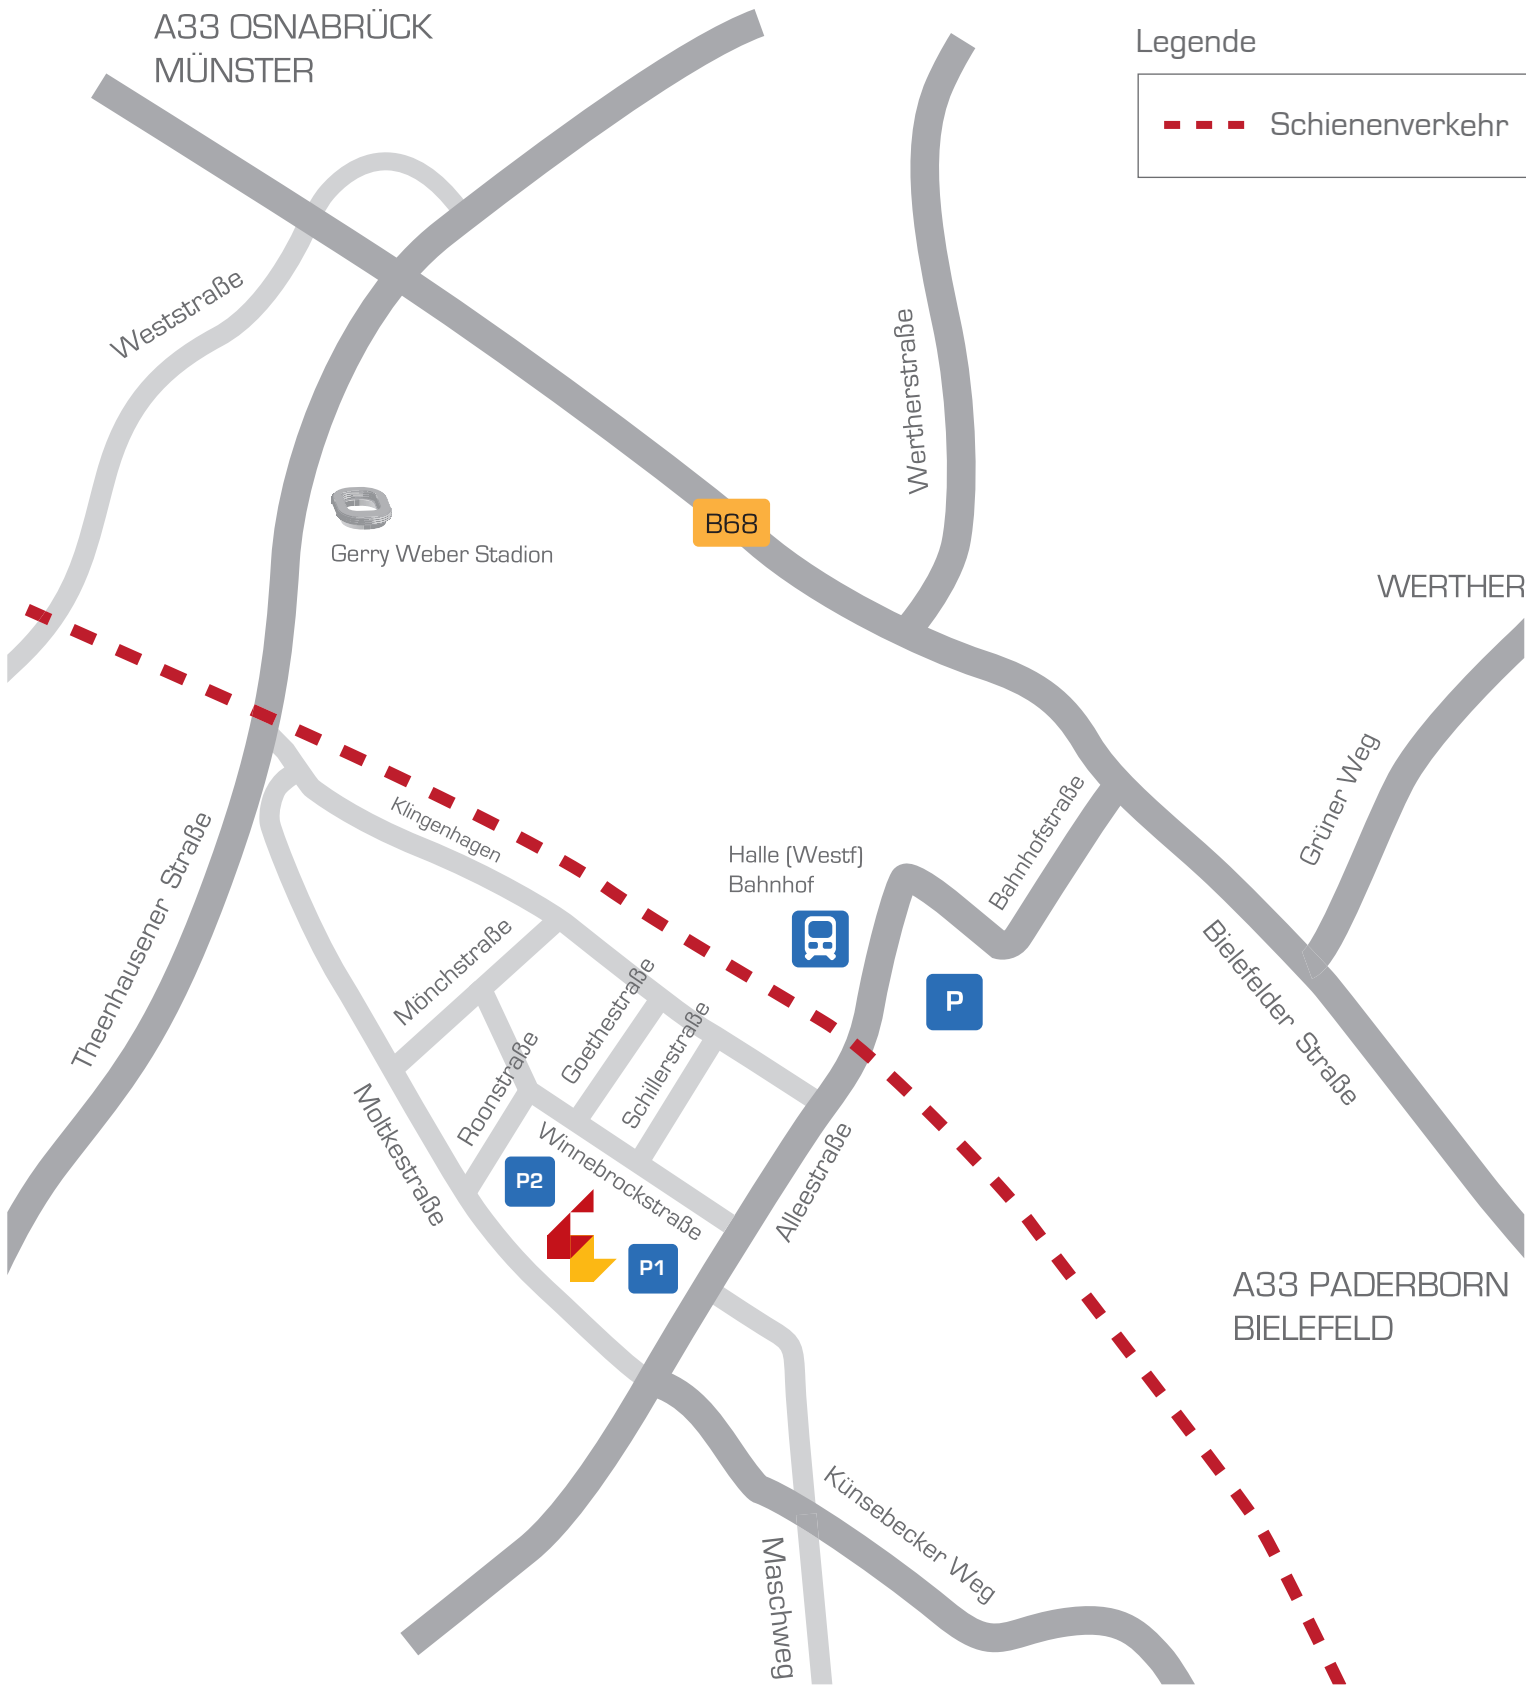 A33 OSNABRÜCK
MÜNSTER
Legende
Schienenverkehr
Weststraße
Wertherstraße
B68
Gerry Weber Stadion
WERTHER
Grüner Weg
Bahnhofstraße
Klingenhagen
Theenhausener Straße
Halle (Westf)
Bahnhof
Mönchstraße
Bielefelder Straße
Goethestraße
P
Schillerstraße
Roonstraße
Moltkestraße
Winnebrockstraße
Alleestraße
P2
P1
A33 PADERBORN
BIELEFELD
Künsebecker Weg
Maschweg